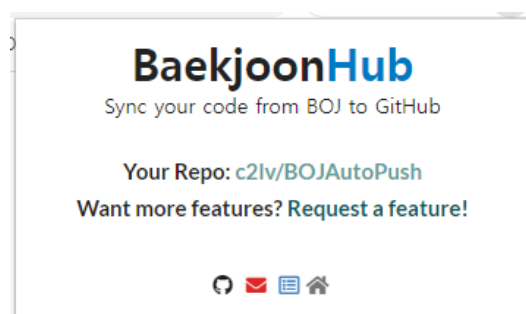 BaekjoonHub
Sync your code from BOJ to GitHub
Your Repo: c2lv/BOJAutoPush
Want more features? Request a feature!